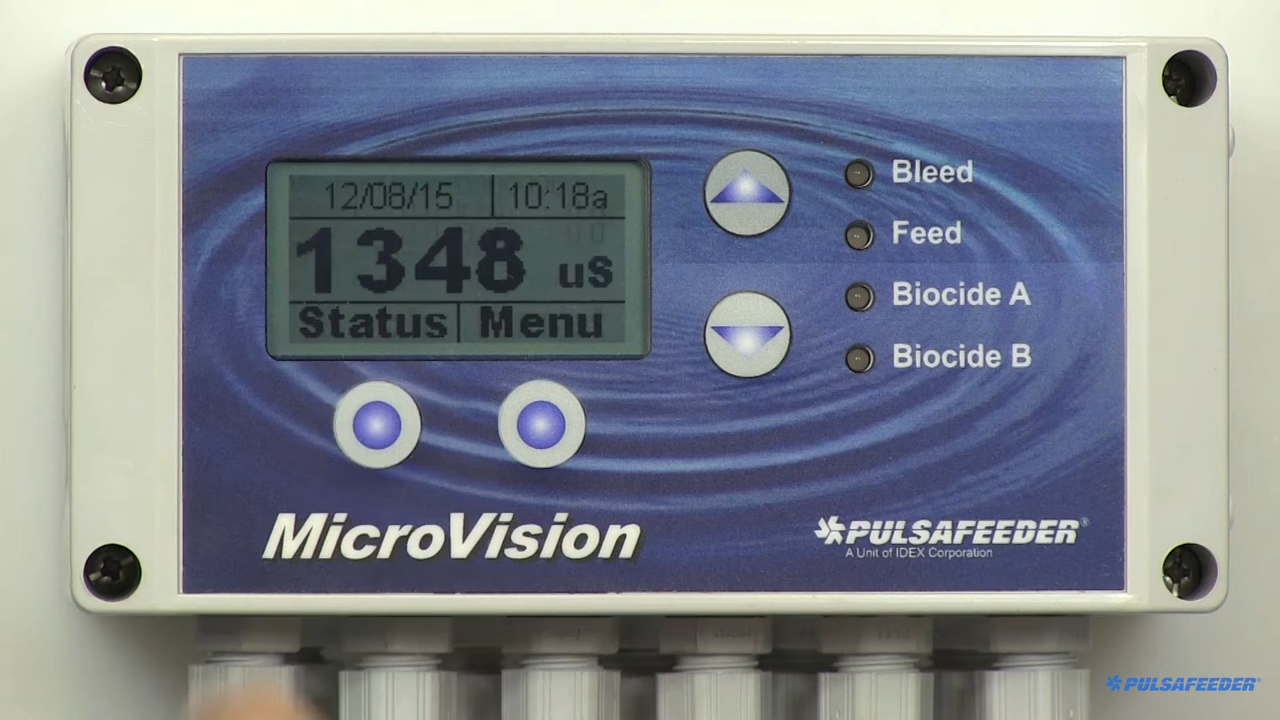 12/08/15 10:18a
1348 uS
Status Menu
Bleed
Feed
Biocide A
Biocide B
MicroVision
PULSAFEEDER®
A Unit of IDEX Corporation
PULSAFEEDER®